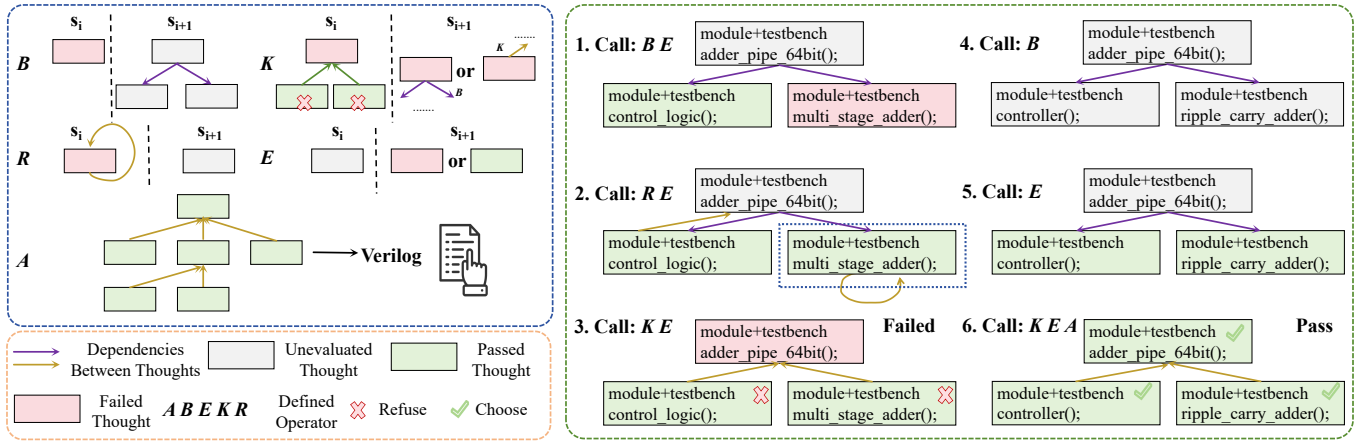 s_i
s_{i+1}
s_i
s_{i+1}
B
K
K
or
B
........
.......
s_i
s_{i+1}
s_i
s_{i+1}
R
E
or
A
Verilog
Dependencies
Between Thoughts
Unevaluated
Thought
Passed
Thought
Failed
Thought
A B E K R
Defined
Operator
Refuse
Choose
1. Call: B E
module+testbench
adder_pipe_64bit();
module+testbench
control_logic();
module+testbench
multi_stage_adder();
2. Call: R E
module+testbench
adder_pipe_64bit();
module+testbench
control_logic();
module+testbench
multi_stage_adder();
3. Call: K E
module+testbench
adder_pipe_64bit();
Failed
module+testbench
control_logic();
module+testbench
multi_stage_adder();
4. Call: B
module+testbench
adder_pipe_64bit();
module+testbench
controller();
module+testbench
ripple_carry_adder();
5. Call: E
module+testbench
adder_pipe_64bit();
module+testbench
controller();
module+testbench
ripple_carry_adder();
6. Call: K E A
module+testbench
adder_pipe_64bit();
Pass
module+testbench
controller();
module+testbench
ripple_carry_adder();